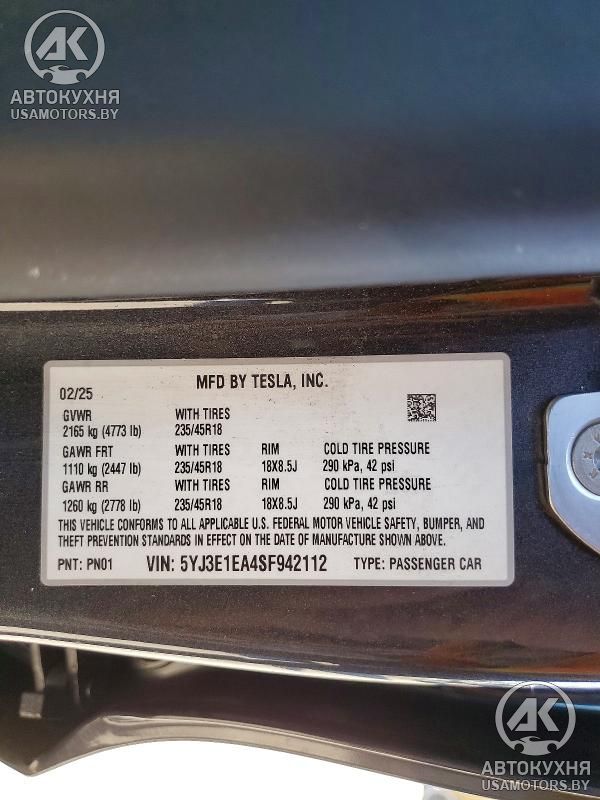 АК
АВТОКУХНЯ
USAMOTORS.BY
MFD BY TESLA, INC.
02/25
GVWR WITH TIRES
2165 kg (4773 lb) 235/45R18
GAWR FRT WITH TIRES RIM COLD TIRE PRESSURE
1110 kg (2447 lb) 235/45R18 18X8.5J 290 kPa, 42 psi
GAWR RR WITH TIRES RIM COLD TIRE PRESSURE
1260 kg (2778 lb) 235/45R18 18X8.5J 290 kPa, 42 psi
THIS VEHICLE CONFORMS TO ALL APPLICABLE U.S. FEDERAL MOTOR VEHICLE SAFETY, BUMPER, AND
THEFT PREVENTION STANDARDS IN EFFECT ON THE DATE OF MANUFACTURE SHOWN ABOVE.
PNT: PN01 VIN: 5YJ3E1EA4SF942112 TYPE: PASSENGER CAR
АК
АВТОКУХНЯ
USAMOTORS.BY